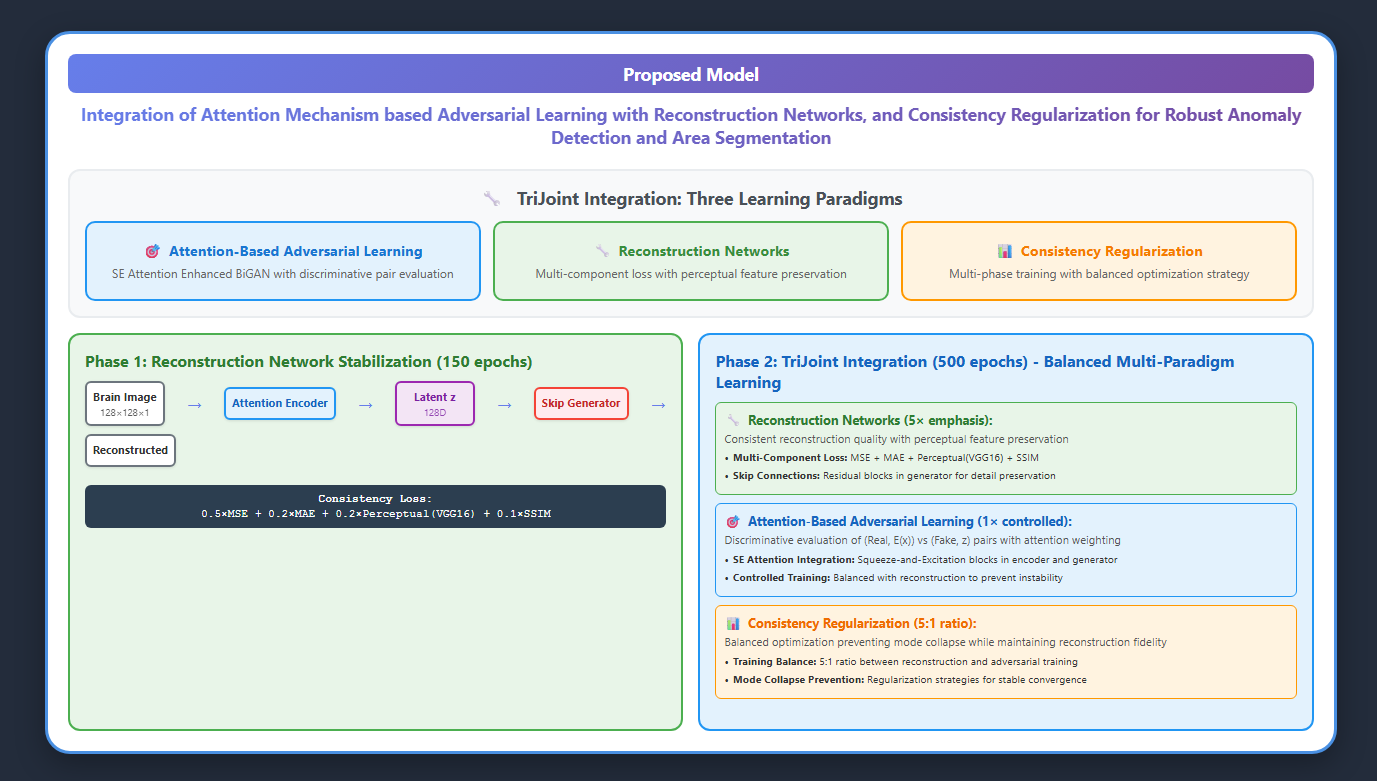 Proposed Model
Integration of Attention Mechanism based Adversarial Learning with Reconstruction Networks, and Consistency Regularization for Robust Anomaly
Detection and Area Segmentation
TriJoint Integration: Three Learning Paradigms
Attention-Based Adversarial Learning
SE Attention Enhanced BiGAN with discriminative pair evaluation
Reconstruction Networks
Multi-component loss with perceptual feature preservation
Consistency Regularization
Multi-phase training with balanced optimization strategy
Phase 1: Reconstruction Network Stabilization (150 epochs)
Brain Image
128×128×1
→
Attention Encoder
→
Latent z
128D
→
Skip Generator
→
Reconstructed
Consistency Loss:
0.5×MSE + 0.2×MAE + 0.2×Perceptual(VGG16) + 0.1×SSIM
Phase 2: TriJoint Integration (500 epochs) - Balanced Multi-Paradigm
Learning
Reconstruction Networks (5× emphasis):
Consistent reconstruction quality with perceptual feature preservation
• Multi-Component Loss: MSE + MAE + Perceptual(VGG16) + SSIM
• Skip Connections: Residual blocks in generator for detail preservation
Attention-Based Adversarial Learning (1× controlled):
Discriminative evaluation of (Real, E(x)) vs (Fake, z) pairs with attention weighting
• SE Attention Integration: Squeeze-and-Excitation blocks in encoder and generator
• Controlled Training: Balanced with reconstruction to prevent instability
Consistency Regularization (5:1 ratio):
Balanced optimization preventing mode collapse while maintaining reconstruction fidelity
• Training Balance: 5:1 ratio between reconstruction and adversarial training
• Mode Collapse Prevention: Regularization strategies for stable convergence